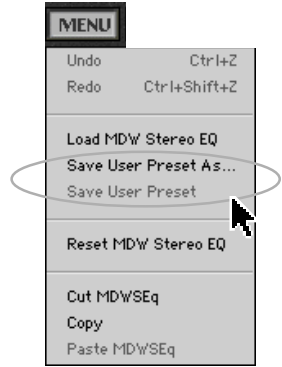 MENU
Undo Ctrl+Z
Redo Ctrl+Shift+Z
Load MDW Stereo EQ
Save User Preset As...
Save User Preset
Reset MDW Stereo EQ
Cut MDWSEq
Copy
Paste MDWSEq